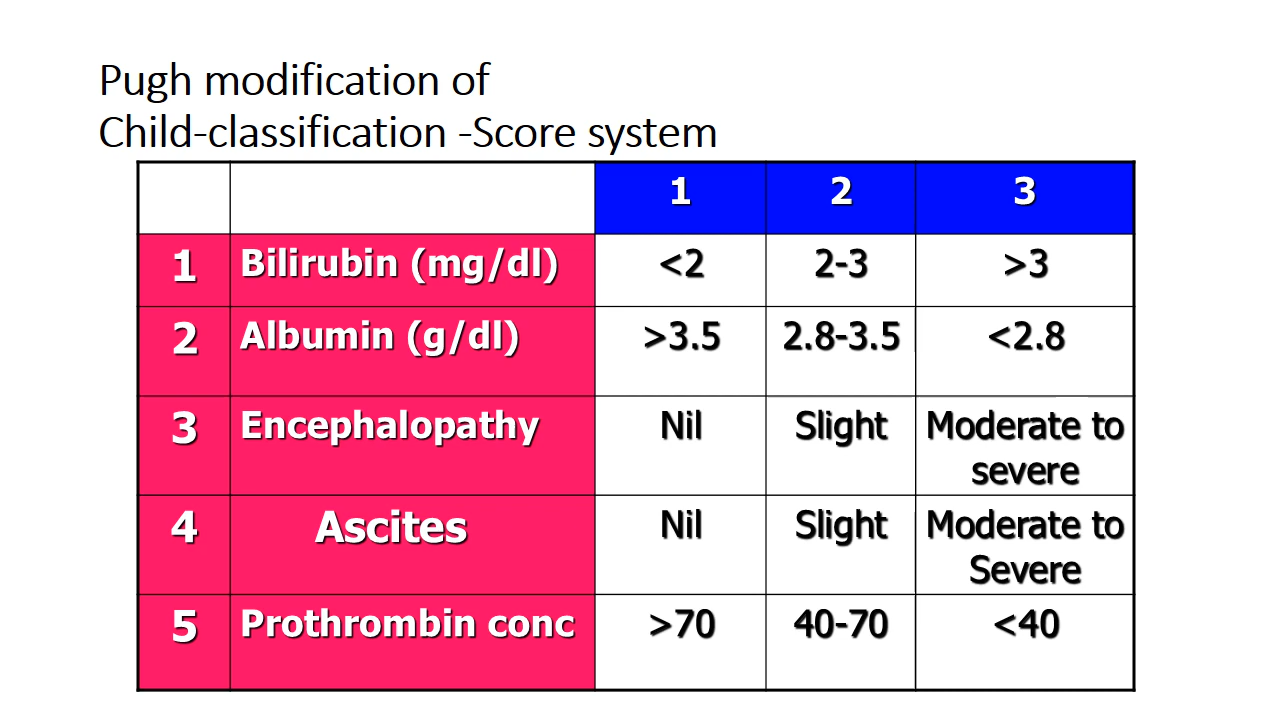 Pugh modification of
Child-classification -Score system
1 2 3
1 Bilirubin (mg/dl) <2 2-3 >3
2 Albumin (g/dl) >3.5 2.8-3.5 <2.8
3 Encephalopathy Nil Slight Moderate to
severe
4 Ascites Nil Slight Moderate to
Severe
5 Prothrombin conc >70 40-70 <40